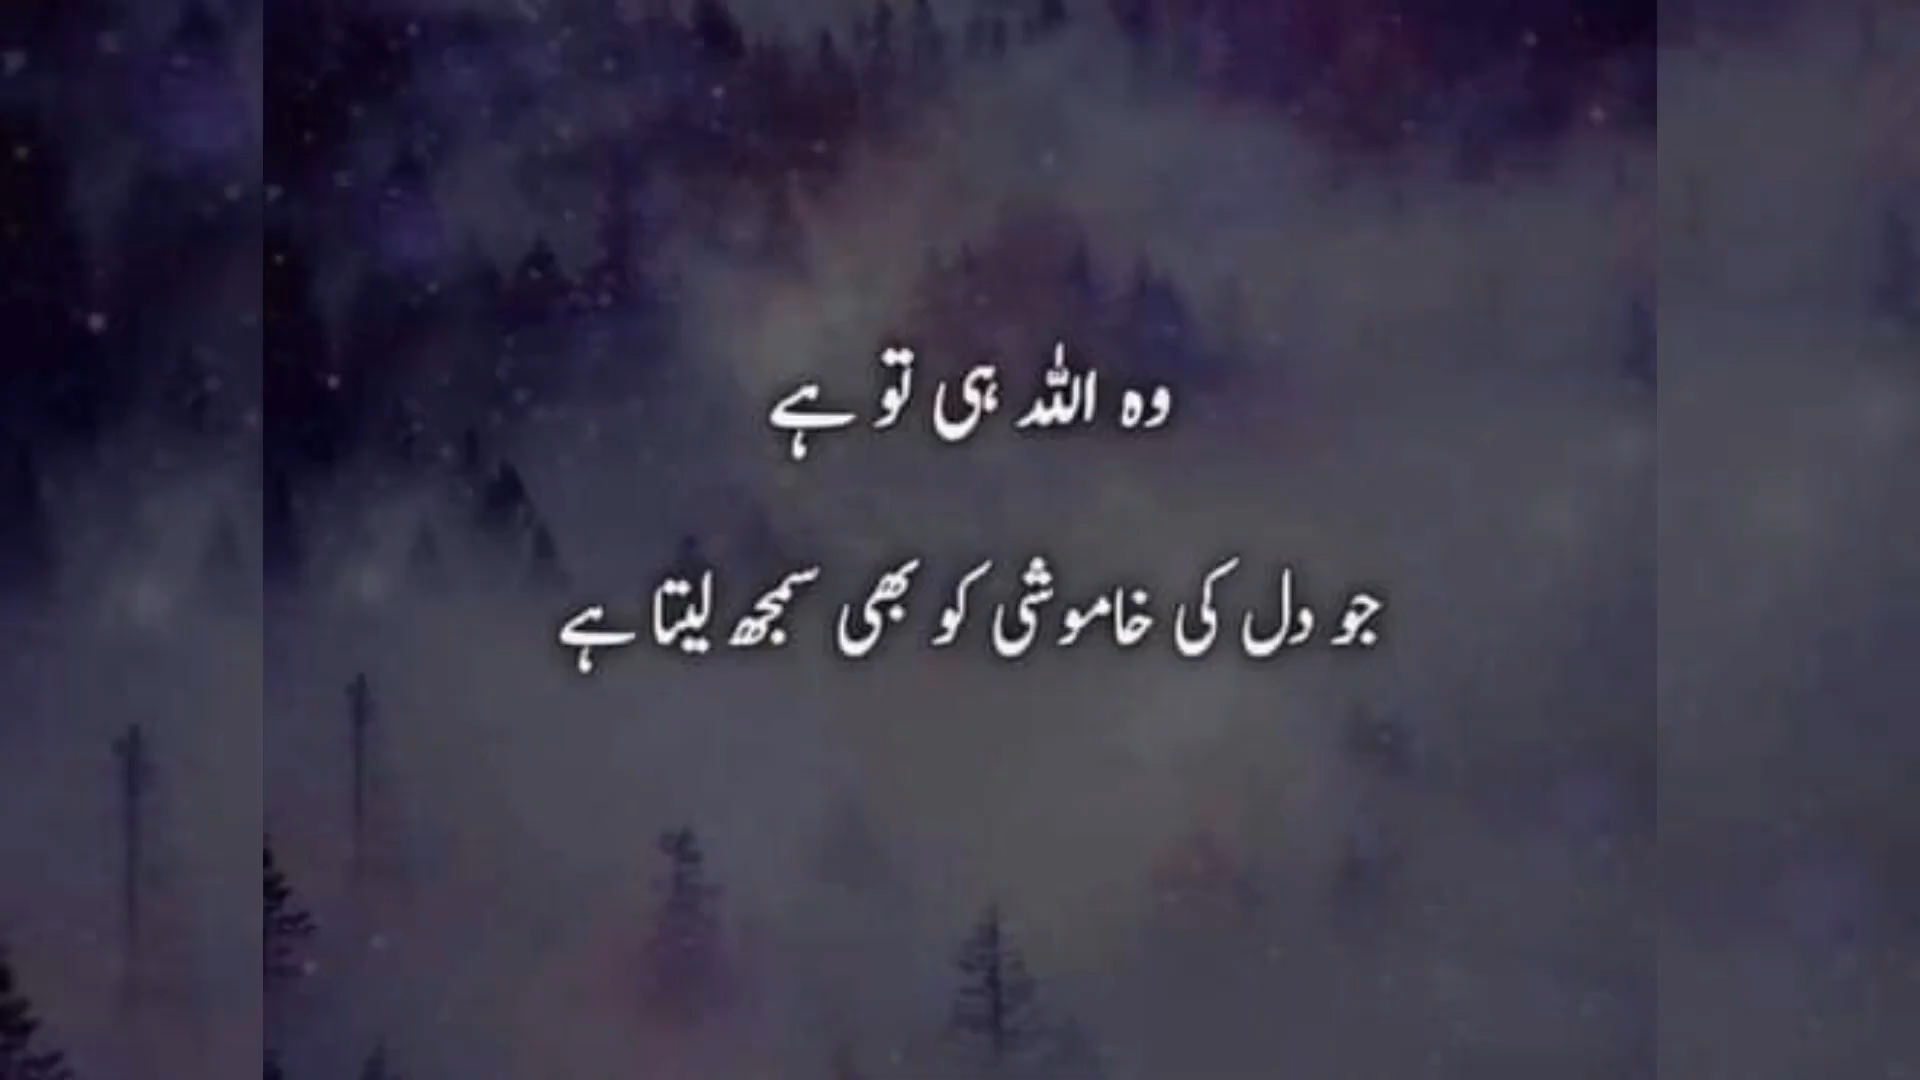 وہ اللہ ہی تو ہے
جو دل کی خاموشی کو بھی سمجھ لیتا ہے